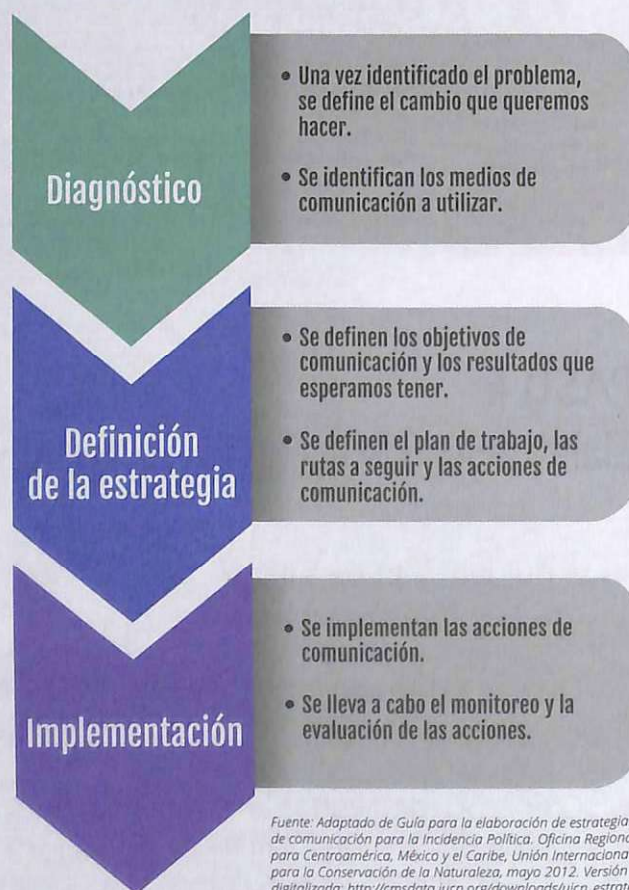 Diagnóstico
• Una vez identificado el problema,
se define el cambio que queremos
hacer.
• Se identifican los medios de
comunicación a utilizar.
Definición
de la estrategia
• Se definen los objetivos de
comunicación y los resultados que
esperamos tener.
• Se definen el plan de trabajo, las
rutas a seguir y las acciones de
comunicación.
Implementación
• Se implementan las acciones de
comunicación.
• Se lleva a cabo el monitoreo y la
evaluación de las acciones.
Fuente: Adaptado de Guía para la elaboración de estrategia
de comunicación para la Incidencia Política. Oficina Regiona
para Centroamérica, México y el Caribe, Unión Internaciona
para la Conservación de la Naturaleza, mayo 2012. Versión
digitalizada: